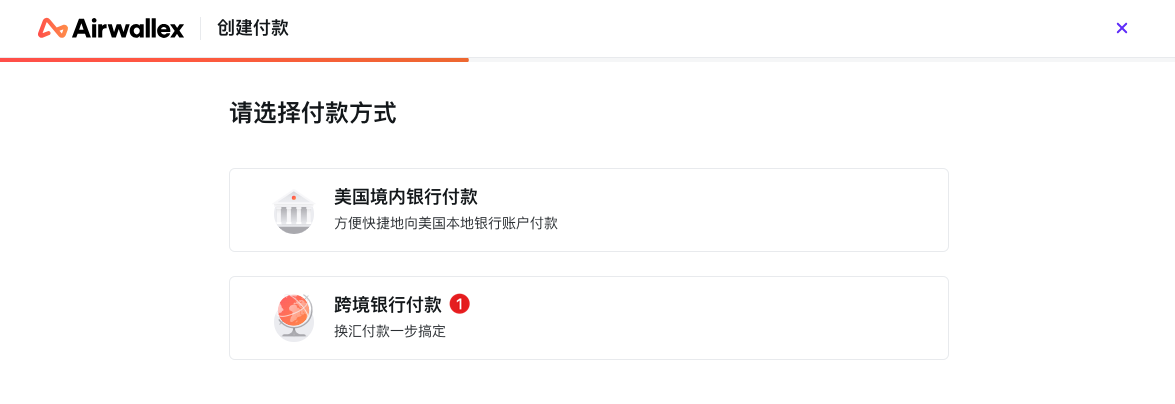 Airwallex 创建付款
请选择付款方式
美国境内银行付款
方便快捷地向美国本地银行账户付款
跨境银行付款 1
换汇付款一步搞定